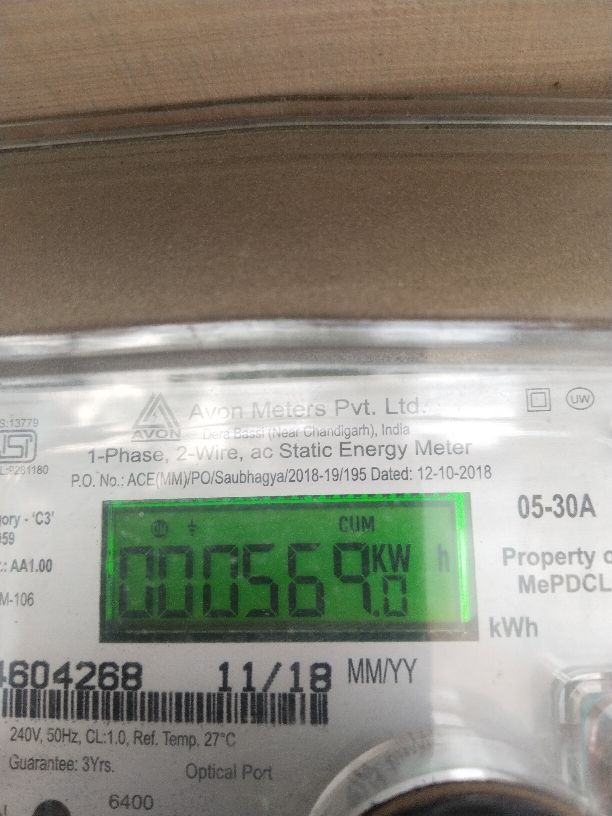 Avon Meters Pvt. Ltd.
AVON
Dera Bassi (Near Chandigarh), India
1-Phase, 2-Wire, ac Static Energy Meter
P.O. No.: ACE(MM)/PO/Saubhagya/2018-19/195 Dated: 12-10-2018
S:13779
ISI
UW
gory - 'C3'
959
.: AA1.00
M-106
CUM
000569.0 KW h
05-30A
Property o
MePDCL
kWh
4604268 11/18 MM/YY
240V, 50Hz, CL:1.0, Ref. Temp. 27°C
Guarantee: 3Yrs.
Optical Port
6400